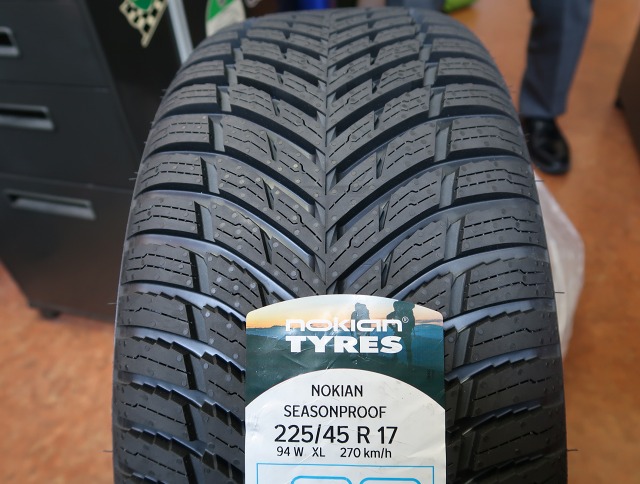 nokian®
TYRES
NOKIAN
SEASONPROOF
225/45 R 17
94 W XL 270 km/h